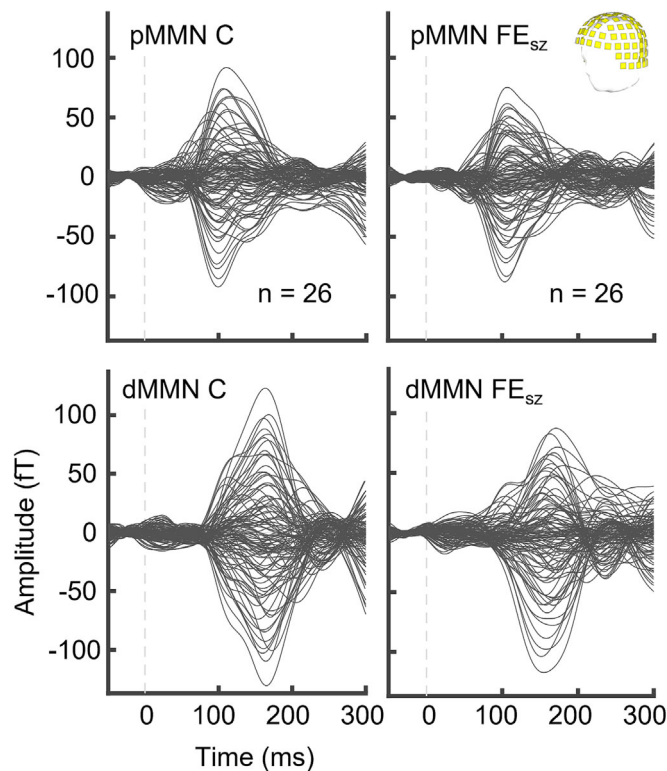 pMMN C
pMMN FEsz
100
50
0
-50
-100
n = 26
n = 26
dMMN C
dMMN FEsz
100
50
0
-50
-100
Amplitude (fT)
0 100 200 300
0 100 200 300
Time (ms)